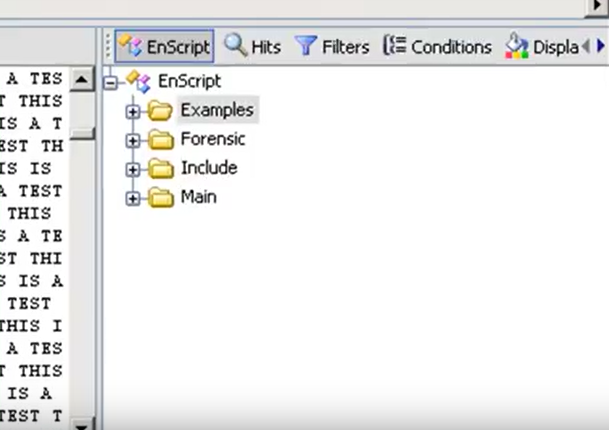 EnScript Hits Filters Conditions Displa
EnScript
Examples
Forensic
Include
Main
A TES
T THIS
IS A T
EST TH
IS IS
A TEST
THIS
S A TE
ST THI
S IS A
TEST
THIS I
A TES
T THIS
IS A
TEST T